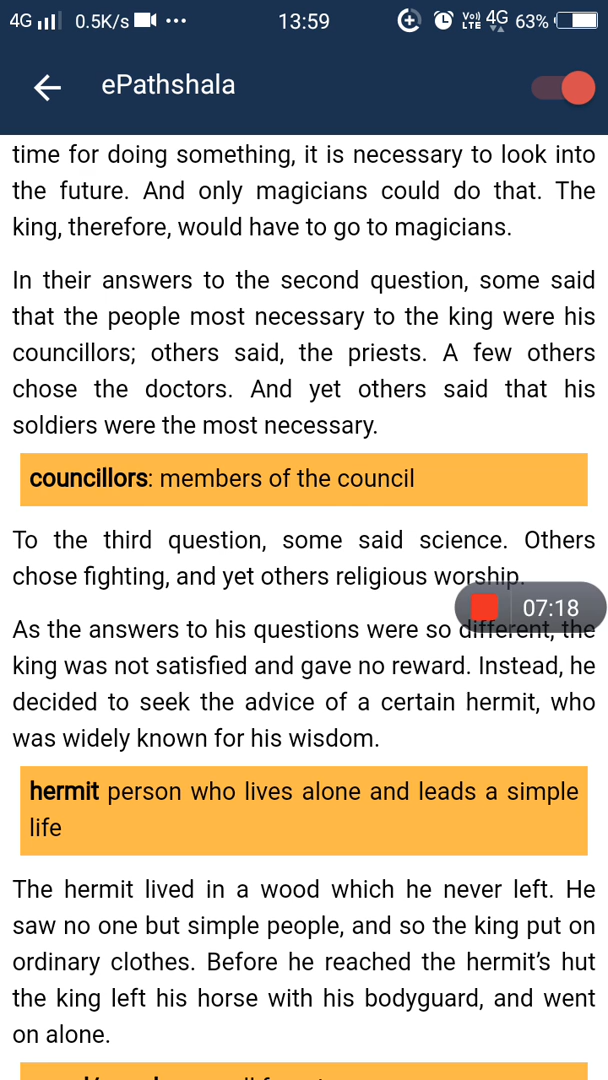 4G 0.5K/s ... 13:59 Vo)) LTE 4G 63%
ePathshala
time for doing something, it is necessary to look into
the future. And only magicians could do that. The
king, therefore, would have to go to magicians.
In their answers to the second question, some said
that the people most necessary to the king were his
councillors; others said, the priests. A few others
chose the doctors. And yet others said that his
soldiers were the most necessary.
councillors: members of the council
To the third question, some said science. Others
chose fighting, and yet others religious worship.
07:18
As the answers to his questions were so different, the
king was not satisfied and gave no reward. Instead, he
decided to seek the advice of a certain hermit, who
was widely known for his wisdom.
hermit person who lives alone and leads a simple
life
The hermit lived in a wood which he never left. He
saw no one but simple people, and so the king put on
ordinary clothes. Before he reached the hermit's hut
the king left his horse with his bodyguard, and went
on alone.